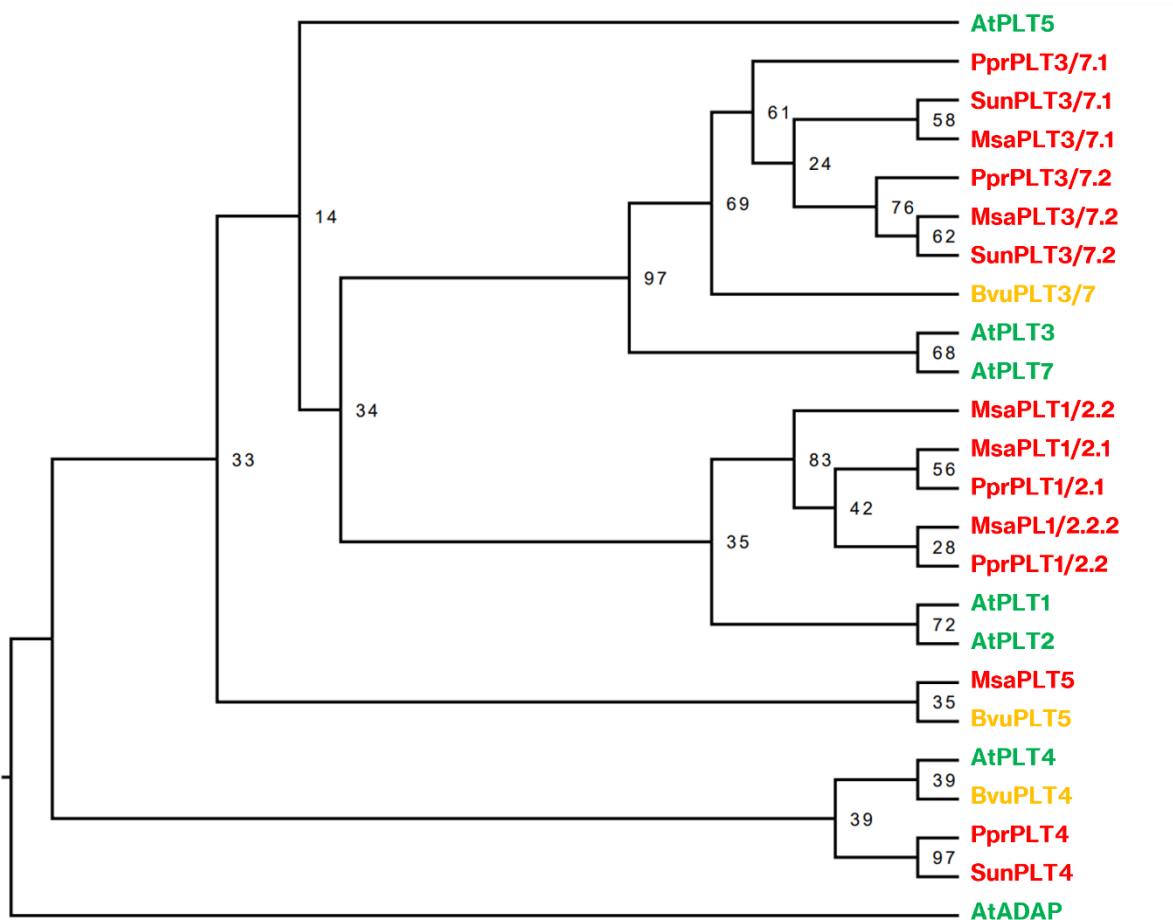 AtPLT5
PprPLT3/7.1
61
SunPLT3/7.1
58
MsaPLT3/7.1
24
PprPLT3/7.2
76
69
MsaPLT3/7.2
14
62
SunPLT3/7.2
97
BvuPLT3/7
AtPLT3
68
AtPLT7
34
MsaPLT1/2.2
MsaPLT1/2.1
33
83
56
PprPLT1/2.1
42
MsaPL1/2.2.2
35
28
PprPLT1/2.2
AtPLT1
72
AtPLT2
MsaPLT5
35
BvuPLT5
AtPLT4
39
BvuPLT4
39
PprPLT4
97
SunPLT4
AtADAP